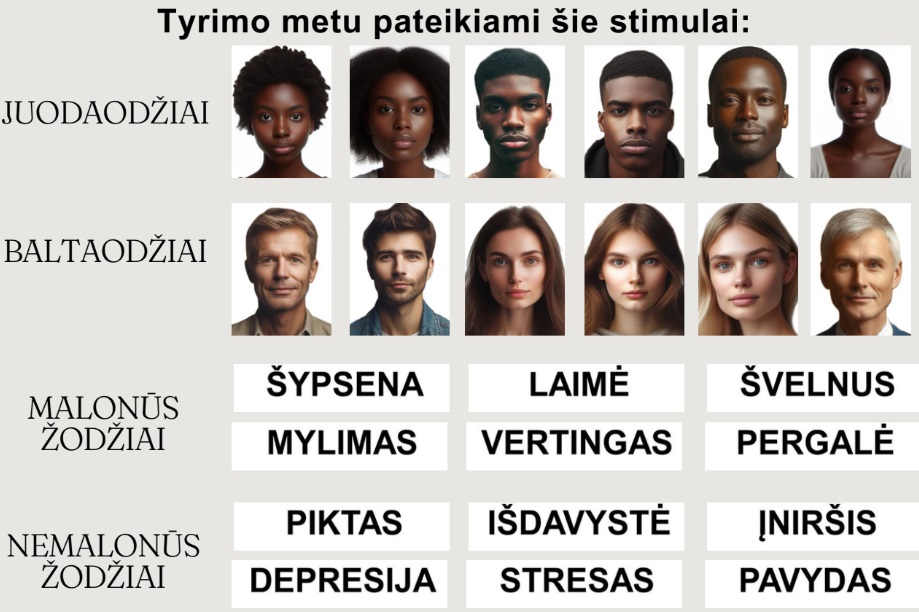 Tyrimo metu pateikiami šie stimulai:
JUODAODŽIAI
BALTAODŽIAI
MALONŪS
ŽODŽIAI
ŠYPSENA LAIMĖ ŠVELNUS
MYLIMAS VERTINGAS PERGALĖ
NEMALONŪS
ŽODŽIAI
PIKTAS IŠDAVYSTĖ ĮNIRŠIS
DEPRESIJA STRESAS PAVYDAS